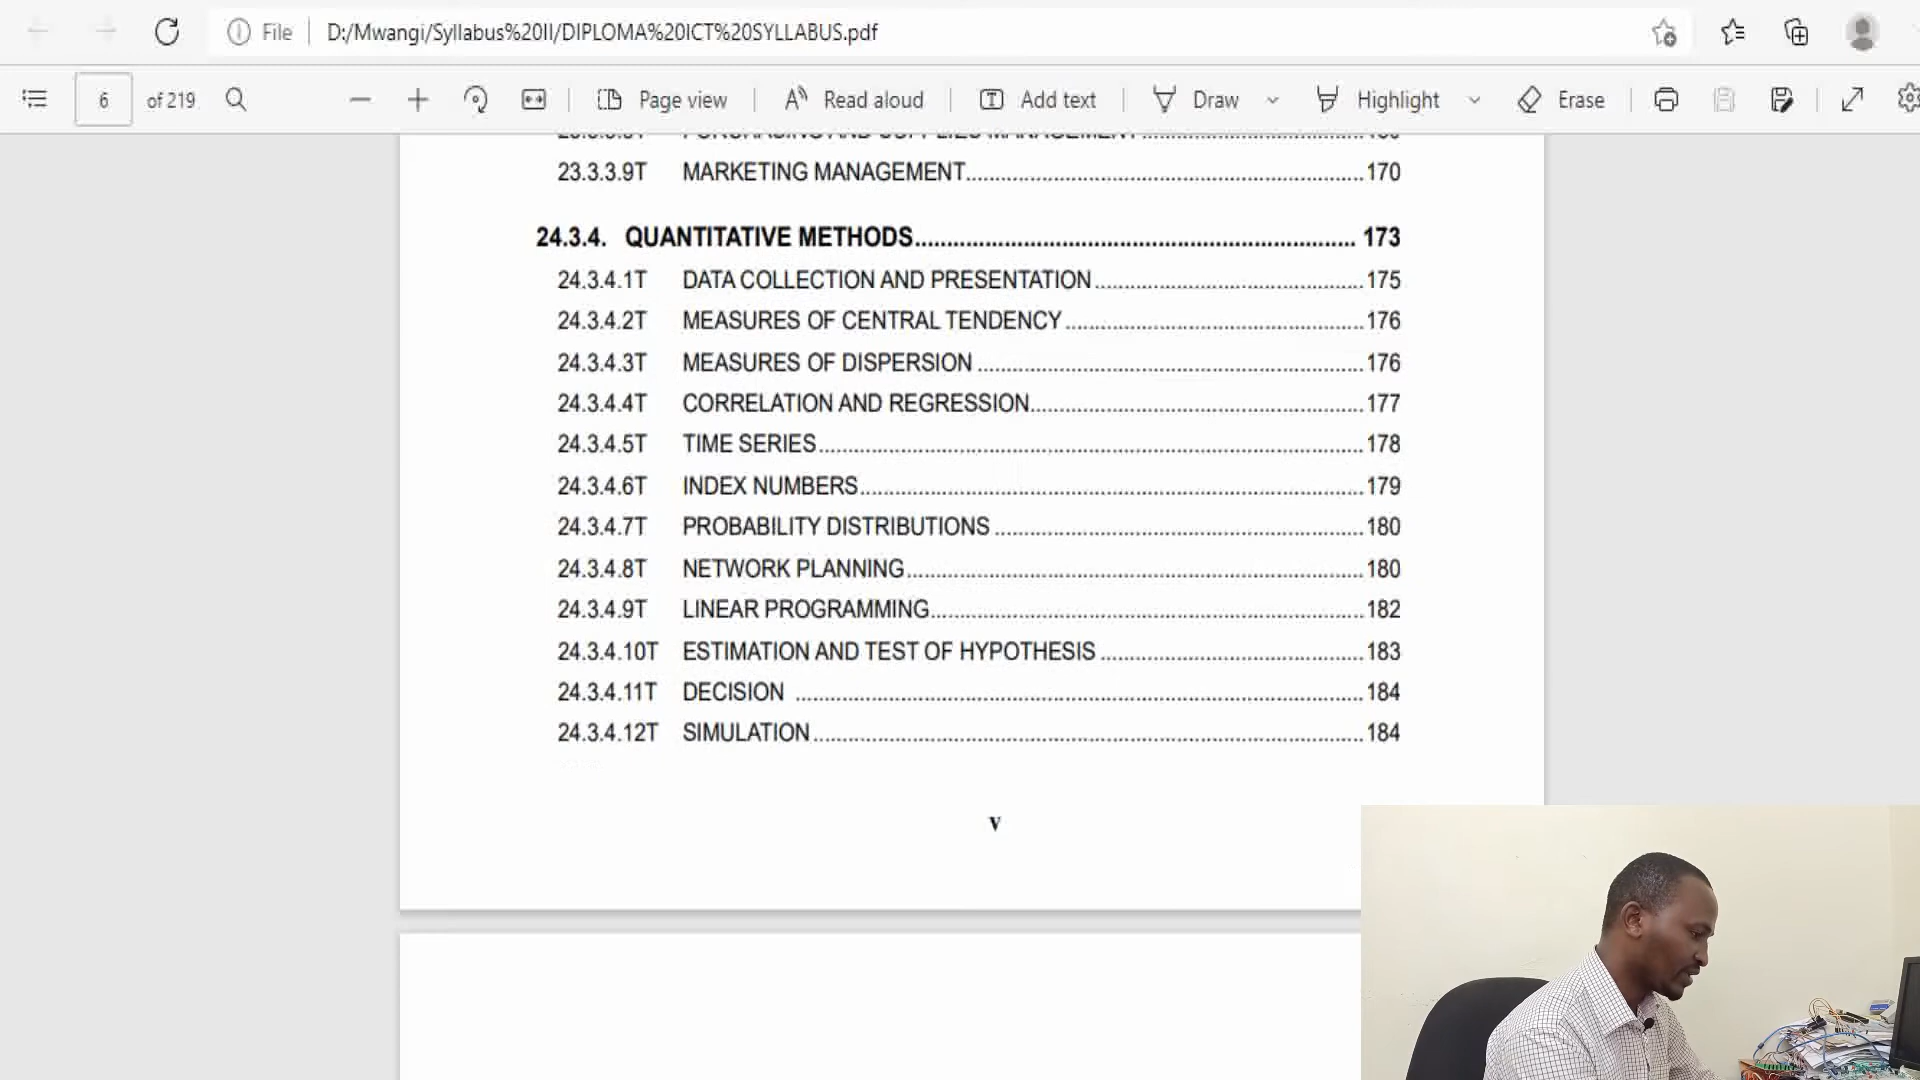 File D:/Mwangi/Syllabus%20II/DIPLOMA%20ICT%20SYLLABUS.pdf
6 of 219 Page view Read aloud Add text Draw Highlight Erase
PURCHASING AND SUPPLIES MANAGEMENT
23.3.3.9T MARKETING MANAGEMENT 170
24.3.4. QUANTITATIVE METHODS 173
24.3.4.1T DATA COLLECTION AND PRESENTATION 175
24.3.4.2T MEASURES OF CENTRAL TENDENCY 176
24.3.4.3T MEASURES OF DISPERSION 176
24.3.4.4T CORRELATION AND REGRESSION 177
24.3.4.5T TIME SERIES 178
24.3.4.6T INDEX NUMBERS 179
24.3.4.7T PROBABILITY DISTRIBUTIONS 180
24.3.4.8T NETWORK PLANNING 180
24.3.4.9T LINEAR PROGRAMMING 182
24.3.4.10T ESTIMATION AND TEST OF HYPOTHESIS 183
24.3.4.11T DECISION 184
24.3.4.12T SIMULATION 184
v